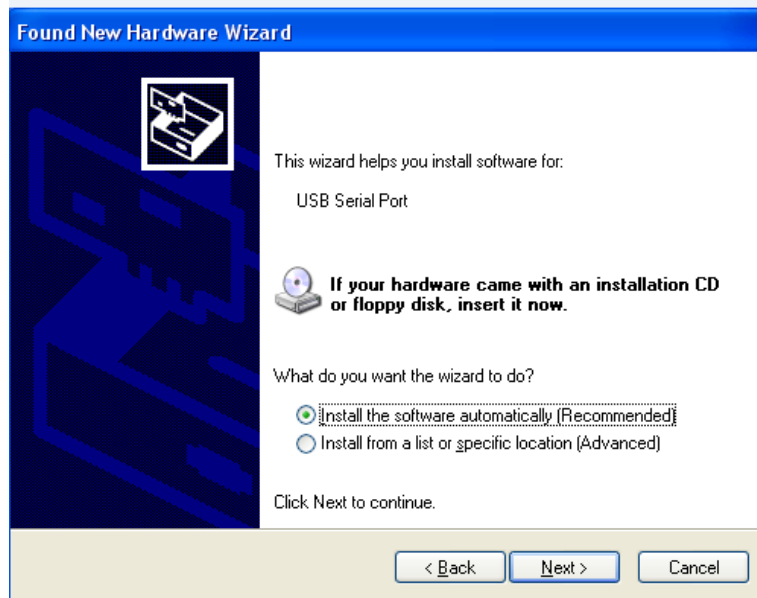 Found New Hardware Wizard
This wizard helps you install software for:
USB Serial Port
If your hardware came with an installation CD
or floppy disk, insert it now.
What do you want the wizard to do?
Install the software automatically (Recommended)
Install from a list or specific location (Advanced)
Click Next to continue.
< Back
Next >
Cancel